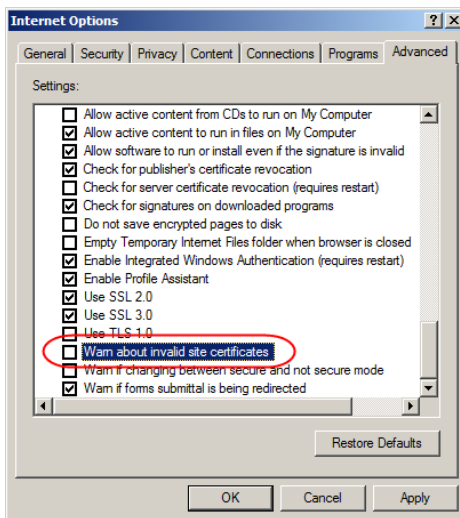 Internet Options
General Security Privacy Content Connections Programs Advanced
Settings:
Allow active content from CDs to run on My Computer
Allow active content to run in files on My Computer
Allow software to run or install even if the signature is invalid
Check for publisher's certificate revocation
Check for server certificate revocation (requires restart)
Check for signatures on downloaded programs
Do not save encrypted pages to disk
Empty Temporary Internet Files folder when browser is closed
Enable Integrated Windows Authentication (requires restart)
Enable Profile Assistant
Use SSL 2.0
Use SSL 3.0
Use TLS 1.0
Warn about invalid site certificates
Warn if changing between secure and not secure mode
Warn if forms submittal is being redirected
Restore Defaults
OK Cancel Apply